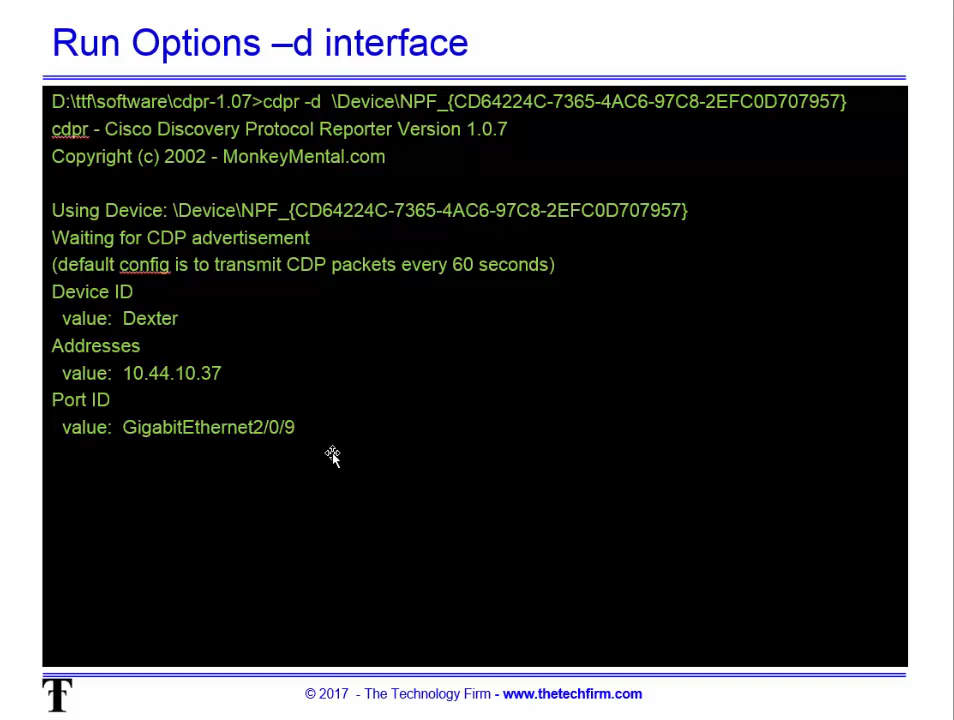 Run Options –d interface
D:\ttf\software\cdpr-1.07>cdpr -d \Device\NPF_{CD64224C-7365-4AC6-97C8-2EFC0D707957}
cdpr - Cisco Discovery Protocol Reporter Version 1.0.7
Copyright (c) 2002 - MonkeyMental.com
Using Device: \Device\NPF_{CD64224C-7365-4AC6-97C8-2EFC0D707957}
Waiting for CDP advertisement
(default config is to transmit CDP packets every 60 seconds)
Device ID
value: Dexter
Addresses
value: 10.44.10.37
Port ID
value: GigabitEthernet2/0/9
T
© 2017 - The Technology Firm - www.thetechfirm.com